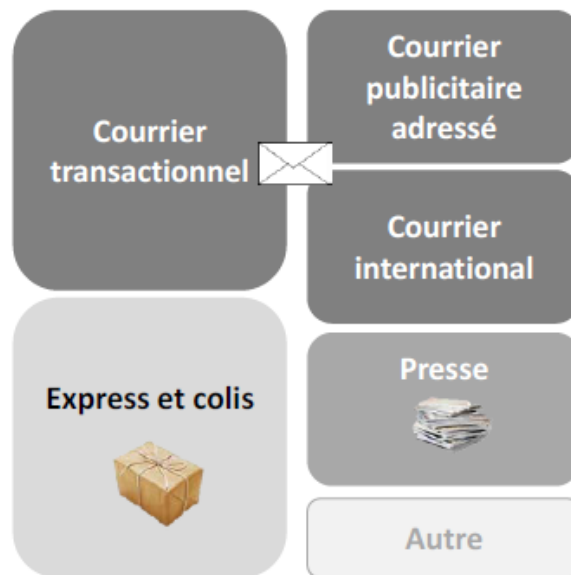 Courrier
transactionnel
Courrier
publicitaire
adressé
Courrier
international
Express et colis
Presse
Autre